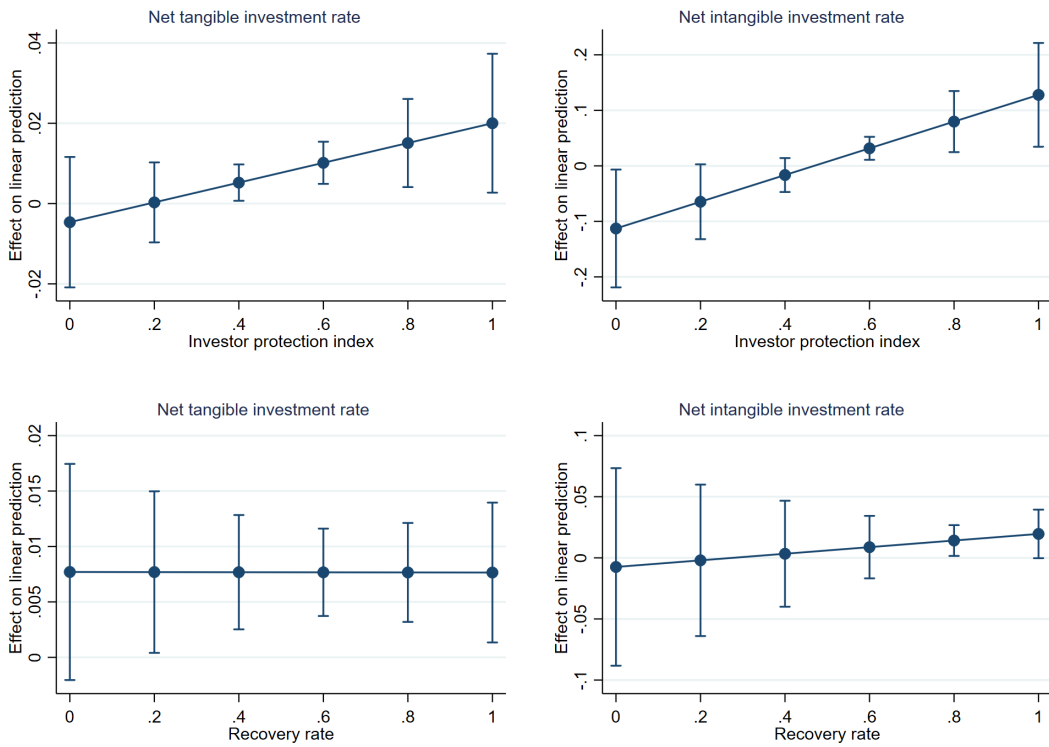 Net tangible investment rate
Effect on linear prediction
.04
.02
0
-.02
0 .2 .4 .6 .8 1
Investor protection index
Net intangible investment rate
Effect on linear prediction
.2
.1
0
-.1
-.2
0 .2 .4 .6 .8 1
Investor protection index
Net tangible investment rate
Effect on linear prediction
.02
.015
.01
.005
0
0 .2 .4 .6 .8 1
Recovery rate
Net intangible investment rate
Effect on linear prediction
.1
.05
0
-.05
-.1
0 .2 .4 .6 .8 1
Recovery rate